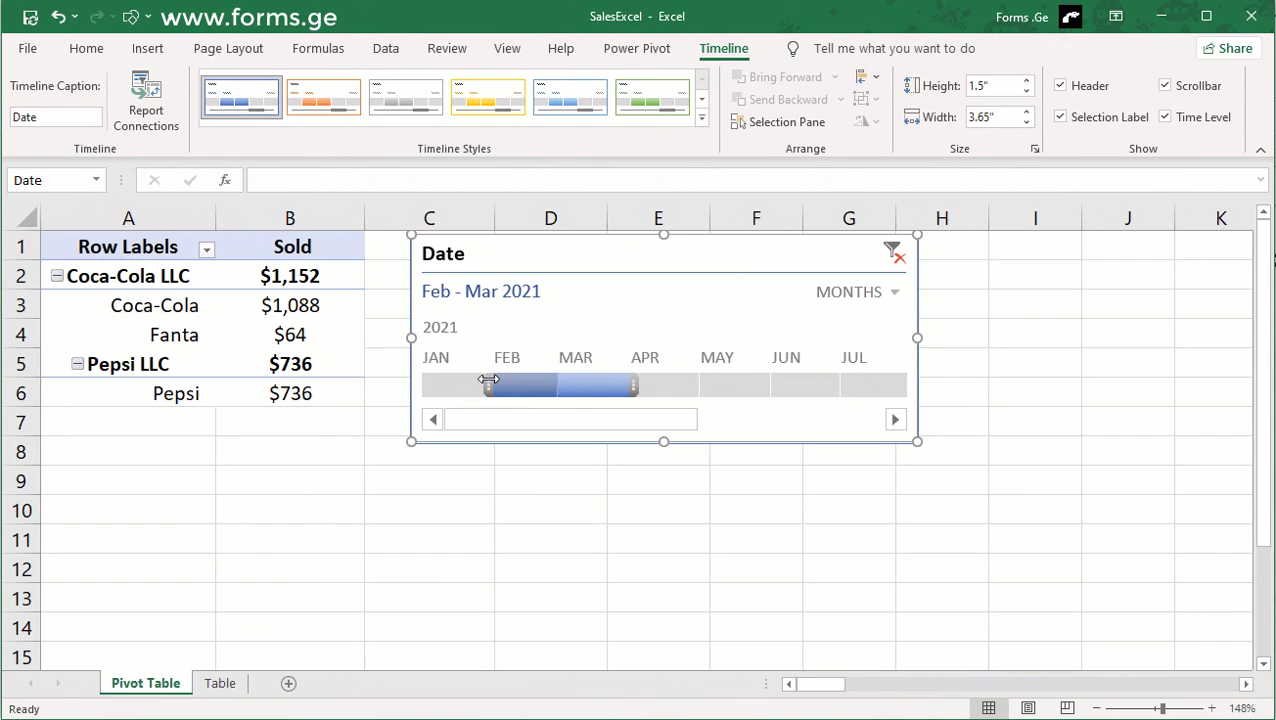 www.forms.ge
SalesExcel - Excel
Forms .Ge
File Home Insert Page Layout Formulas Data Review View Help Power Pivot Timeline Tell me what you want to do Share
Timeline Caption:
Date
Report
Connections
Timeline
Timeline Styles
Bring Forward
Send Backward
Selection Pane
Arrange
Height: 1.5"
Width: 3.65"
Size
Header Scrollbar
Selection Label Time Level
Show
Date fx
A B C D E F G H I J K
1 Row Labels Sold
2 Coca-Cola LLC $1,152
3 Coca-Cola $1,088
4 Fanta $64
5 Pepsi LLC $736
6 Pepsi $736
7
8
9
10
11
12
13
14
15
Date
Feb - Mar 2021 MONTHS
2021
JAN FEB MAR APR MAY JUN JUL
Pivot Table Table
Ready 148%